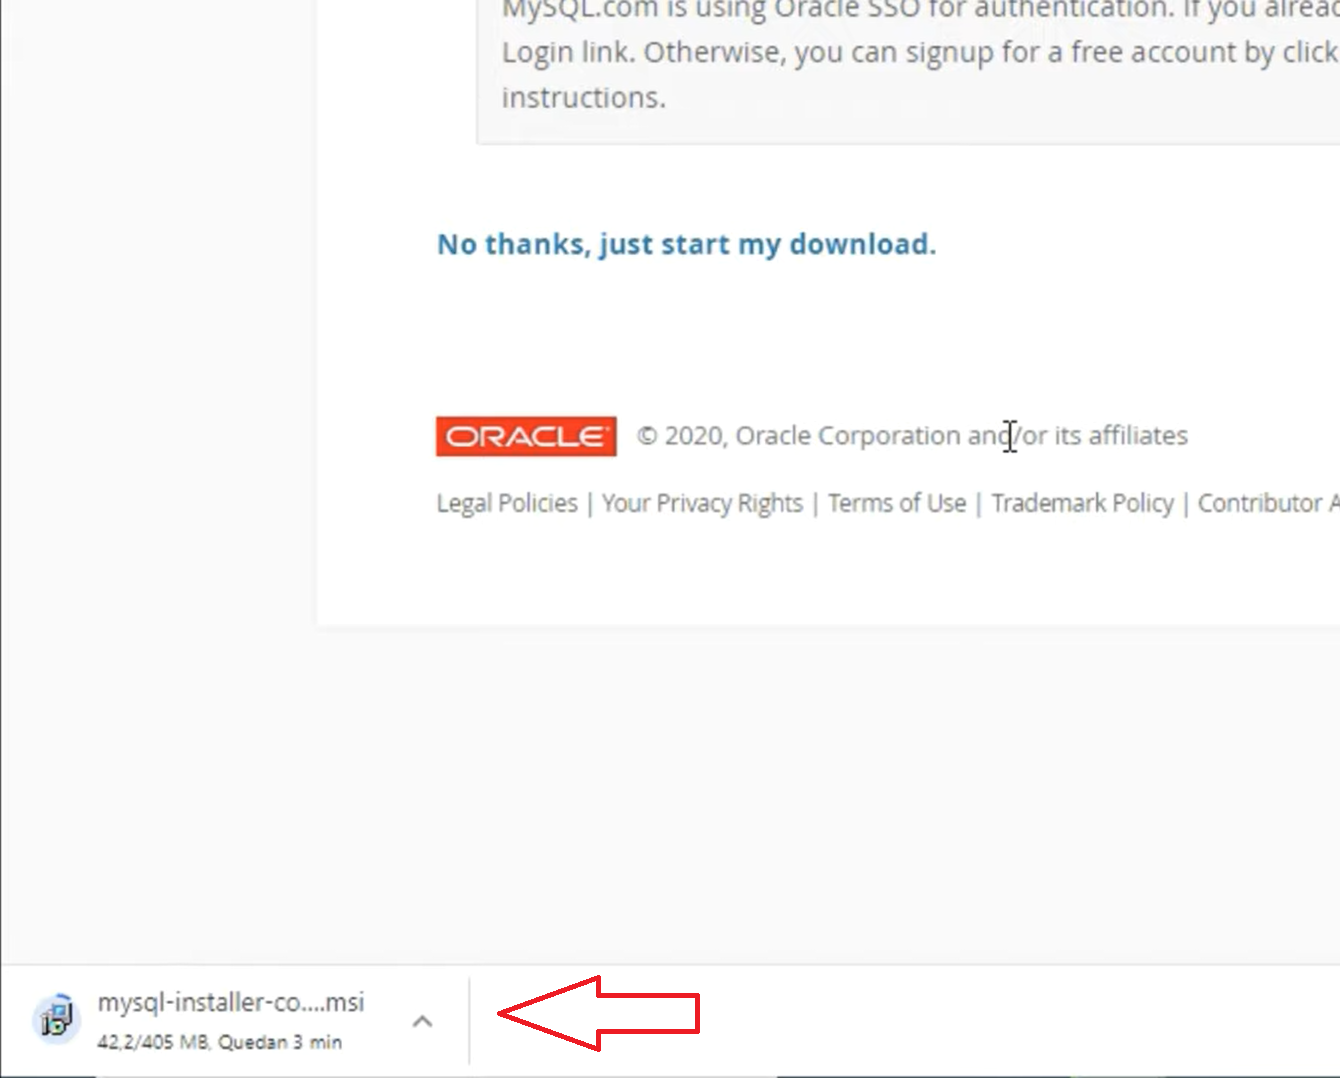 MySQL.com is using Oracle SSO for authentication. If you alrea
Login link. Otherwise, you can signup for a free account by click
instructions.
No thanks, just start my download.
ORACLE © 2020, Oracle Corporation and/or its affiliates
Legal Policies | Your Privacy Rights | Terms of Use | Trademark Policy | Contributor A
mysql-installer-co....msi
42,2/405 MB, Quedan 3 min